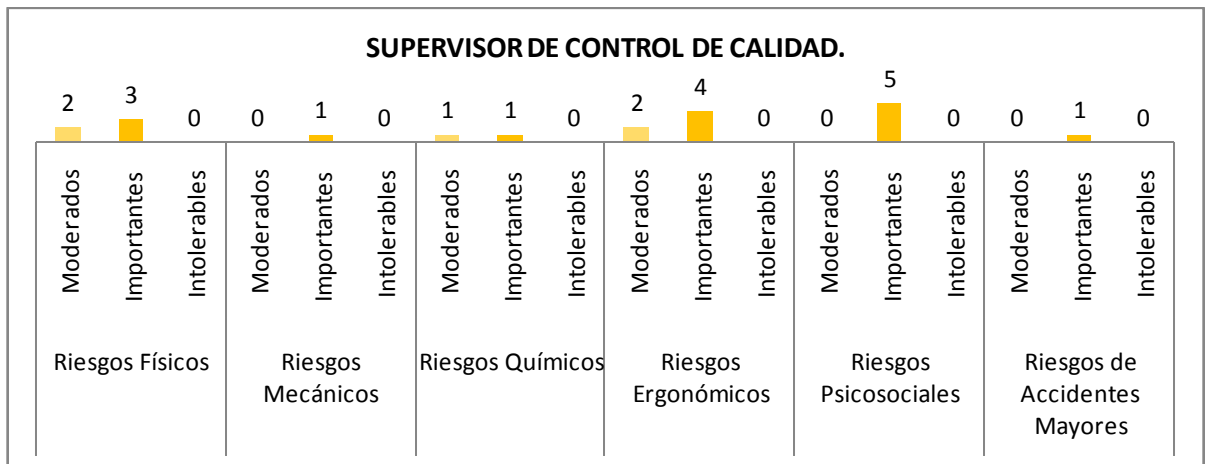 SUPERVISOR DE CONTROL DE CALIDAD.
2 3 0 0 1 0 1 1 0 2 4 0 0 5 0 0 1 0
Moderados
Importantes
Intolerables
Moderados
Importantes
Intolerables
Moderados
Importantes
Intolerables
Moderados
Importantes
Intolerables
Moderados
Importantes
Intolerables
Moderados
Importantes
Intolerables
Riesgos Físicos
Riesgos
Mecánicos
Riesgos Químicos
Riesgos
Ergonómicos
Riesgos
Psicosociales
Riesgos de
Accidentes
Mayores